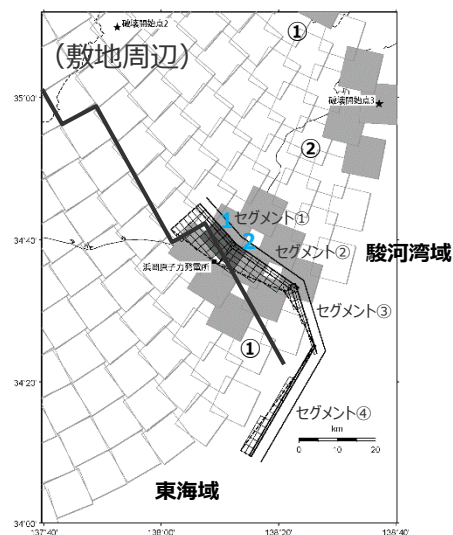 ★破壊開始点2
①
(敷地周辺)
35˚00'
破壊開始点3★
②
1 セグメント①
34˚40'
2
セグメント②
駿河湾域
浜岡原子力発電所
セグメント③
①
34˚20'
セグメント④
km
0 10 20
東海域
34˚00'
137˚40' 138˚00' 138˚20' 138˚40'